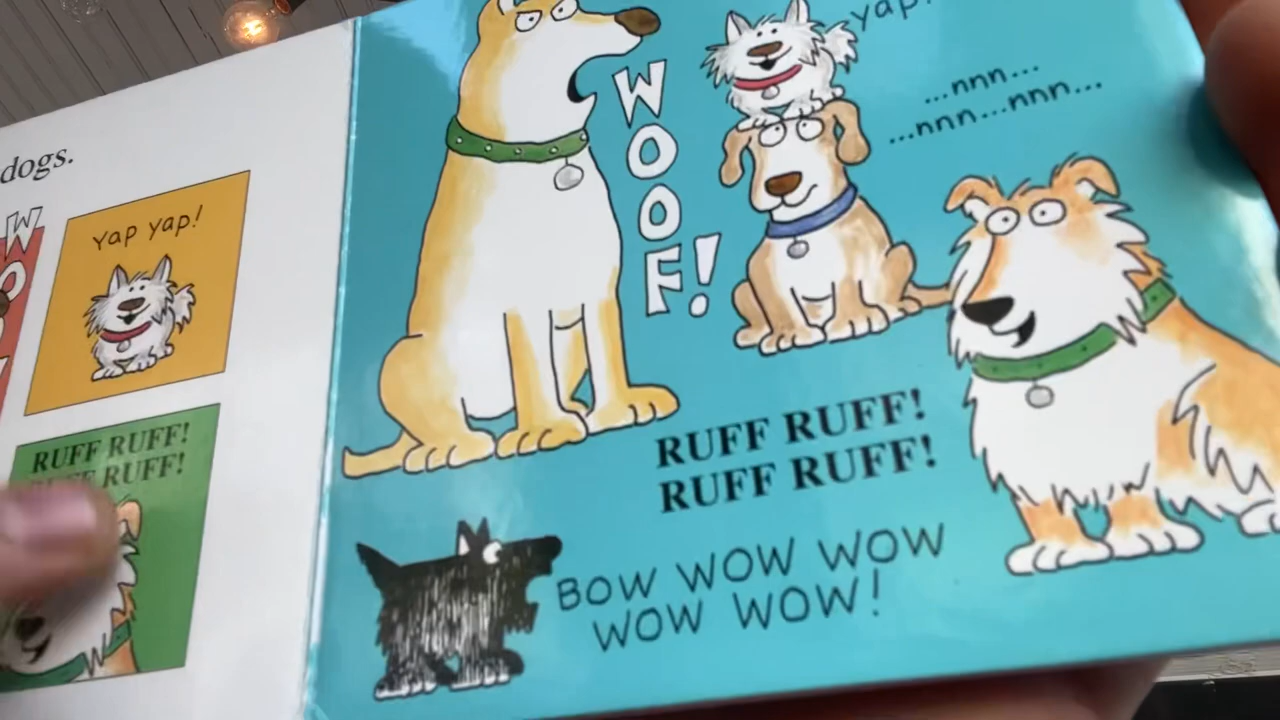 dogs.
W
Yap yap!
RUFF RUFF!
RUFF!
WOOF!
yap!
...nnn...
...nnn...nnn...
RUFF RUFF!
RUFF RUFF!
BOW WOW WOW
WOW WOW!